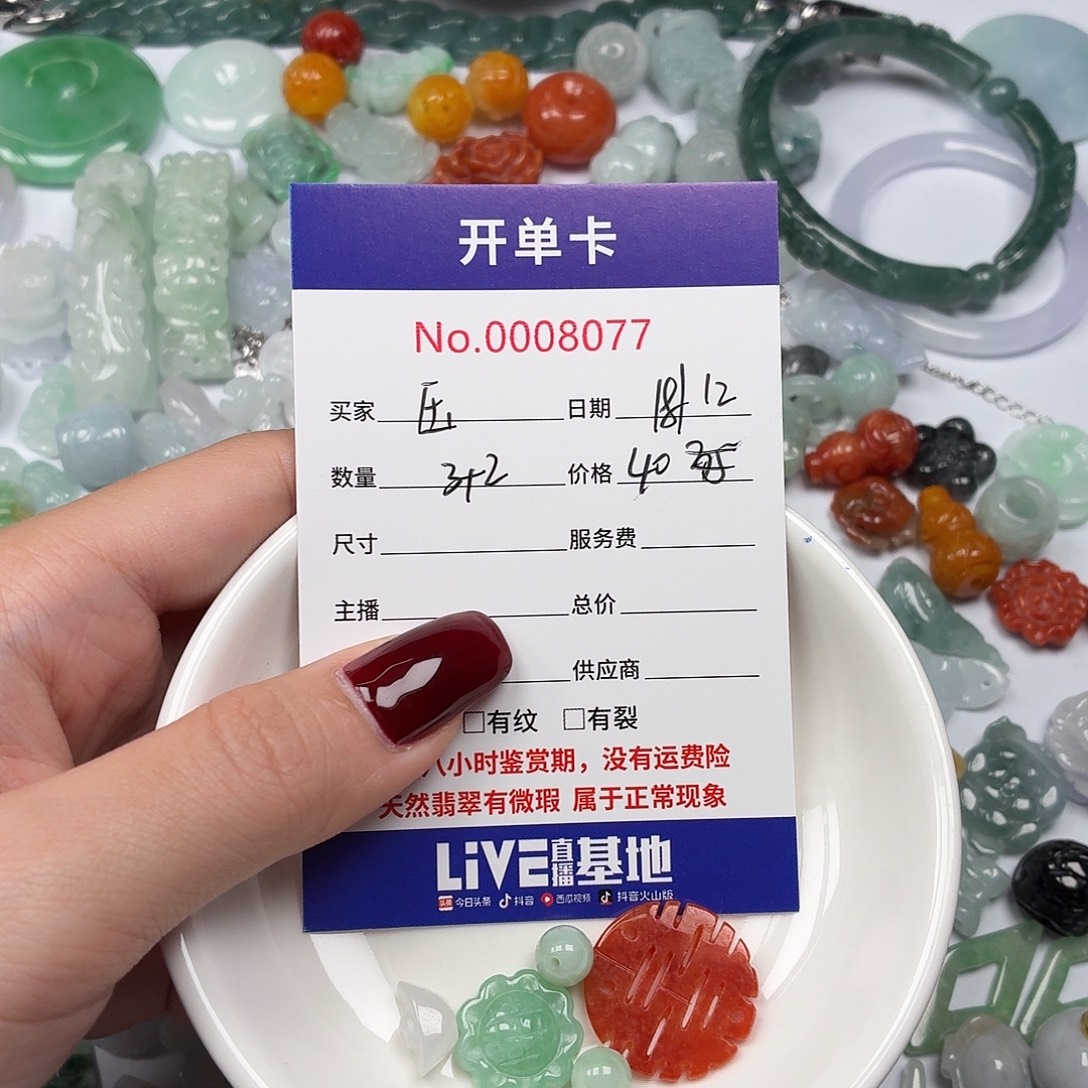 开单卡
No.0008077
买家 日期 18/12
数量 3+2 价格 40
尺寸 服务费
主播 总价
供应商
□有纹 □有裂
八小时鉴赏期，没有运费险
天然翡翠有微瑕 属于正常现象
LiVE直播基地
头条 今日头条 抖音 西瓜视频 抖音火山版